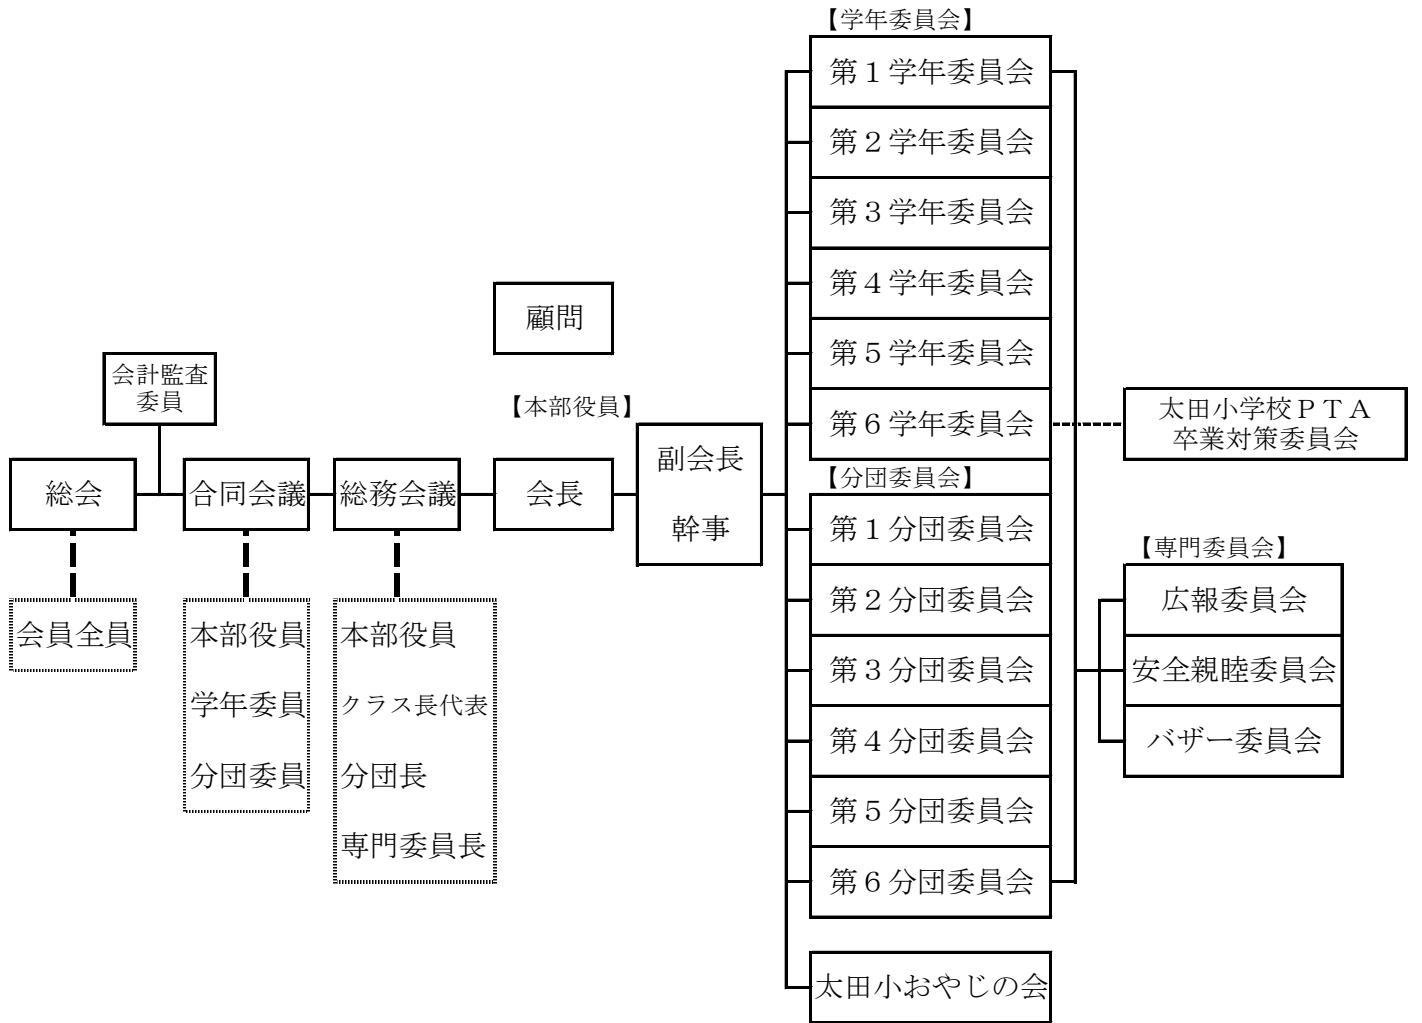 【学年委員会】
第１学年委員会
第２学年委員会
第３学年委員会
第４学年委員会
第５学年委員会
第６学年委員会
顧問
会計監査
委員
【本部役員】
総会
合同会議
総務会議
会長
副会長
幹事
会員全員
本部役員
学年委員
分団委員
本部役員
クラス長代表
分団長
専門委員長
【分団委員会】
第１分団委員会
第２分団委員会
第３分団委員会
第４分団委員会
第５分団委員会
第６分団委員会
太田小おやじの会
太田小学校ＰＴＡ
卒業対策委員会
【専門委員会】
広報委員会
安全親睦委員会
バザー委員会